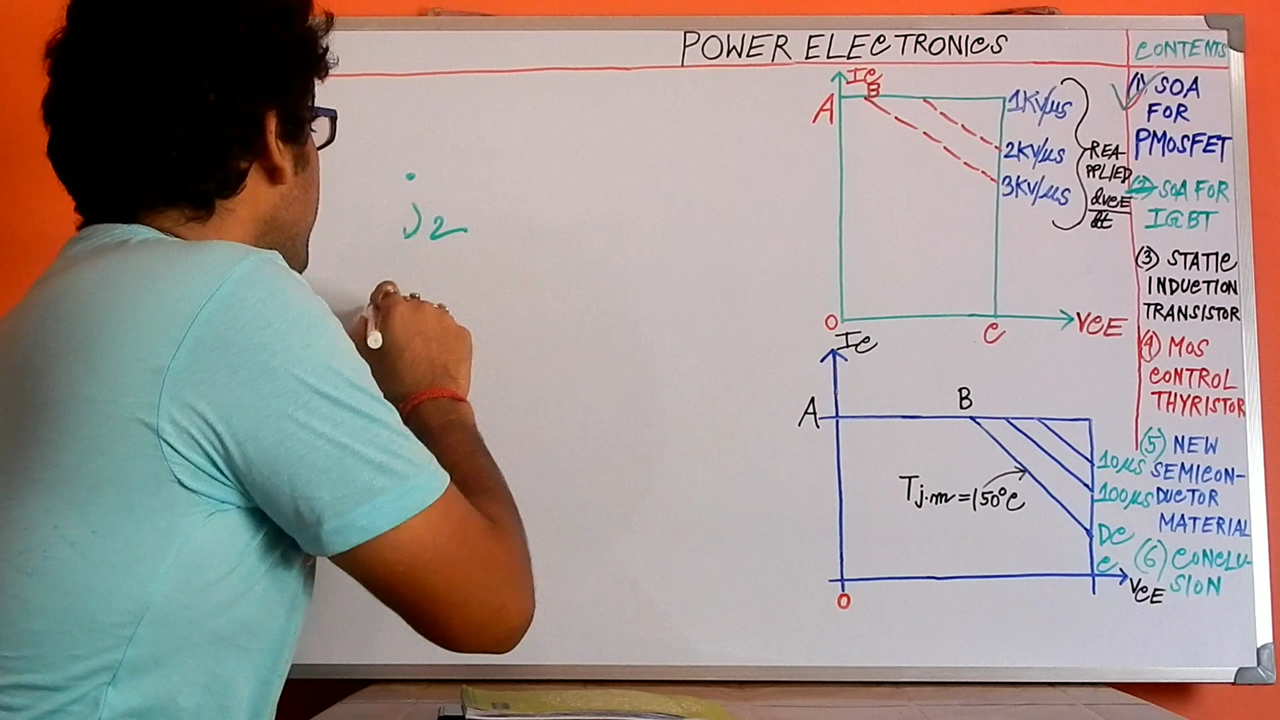 POWER ELECTRONICS
CONTENTS
(1) SOA
FOR
PMOSFET
(2) SOA FOR
IGBT
(3) STATIC
INDUCTION
TRANSISTOR
(4) MOS
CONTROL
THYRISTOR
(5) NEW
SEMICON-
DUCTOR
MATERIAL
(6) CONCLU-
SION
j2
IC
A
B
1KV/μs
2KV/μs
3KV/μs
REA-
PPLIED
dvCE
dt
O
C
VCE
IC
A
B
10μs
100μs
Tj.m=150°C
DC
C
O
VCE